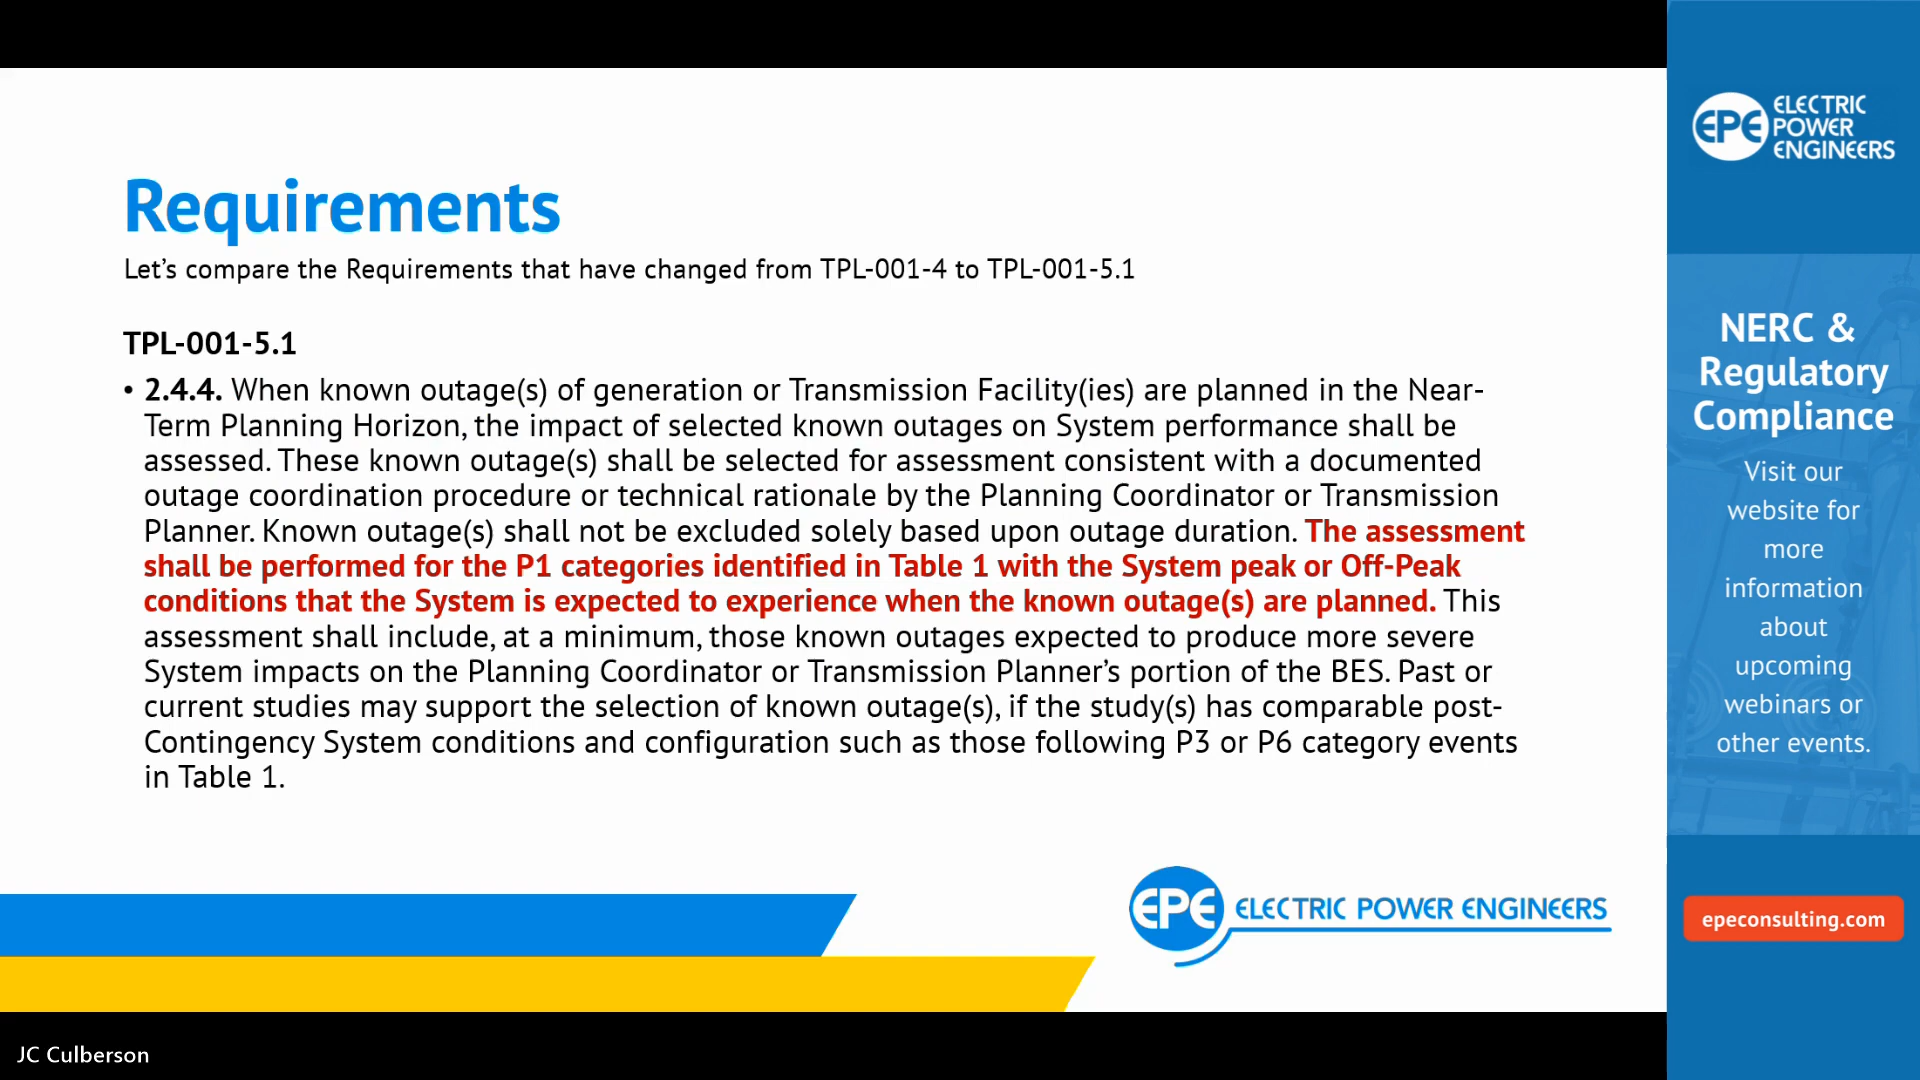 Requirements
Let's compare the Requirements that have changed from TPL-001-4 to TPL-001-5.1
TPL-001-5.1
• 2.4.4. When known outage(s) of generation or Transmission Facility(ies) are planned in the Near-
Term Planning Horizon, the impact of selected known outages on System performance shall be
assessed. These known outage(s) shall be selected for assessment consistent with a documented
outage coordination procedure or technical rationale by the Planning Coordinator or Transmission
Planner. Known outage(s) shall not be excluded solely based upon outage duration. The assessment
shall be performed for the P1 categories identified in Table 1 with the System peak or Off-Peak
conditions that the System is expected to experience when the known outage(s) are planned. This
assessment shall include, at a minimum, those known outages expected to produce more severe
System impacts on the Planning Coordinator or Transmission Planner's portion of the BES. Past or
current studies may support the selection of known outage(s), if the study(s) has comparable post-
Contingency System conditions and configuration such as those following P3 or P6 category events
in Table 1.
EPE ELECTRIC POWER ENGINEERS
JC Culberson
EPE
ELECTRIC
POWER
ENGINEERS
NERC &
Regulatory
Compliance
Visit our
website for
more
information
about
upcoming
webinars or
other events.
epeconsulting.com